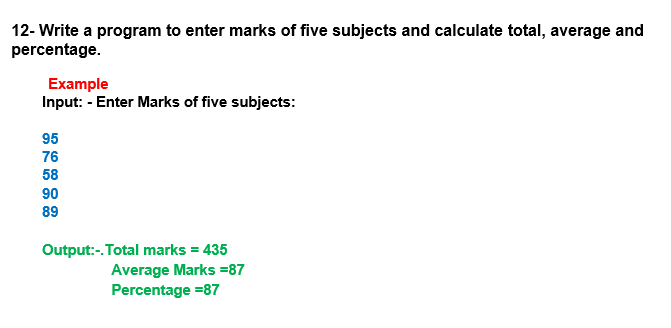 12- Write a program to enter marks of five subjects and calculate total, average and
percentage.
Example
Input: - Enter Marks of five subjects:
95
76
58
90
89
Output:-.Total marks = 435
Average Marks =87
Percentage =87